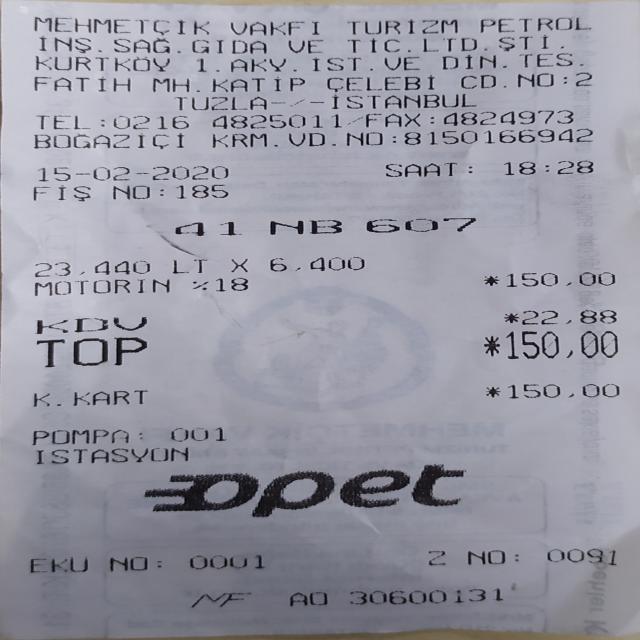 MEHMETÇİK VAKFI TURİZM PETROL
İNŞ.SAĞ.GIDA VE TİC.LTD.ŞTİ.
KURTKÖY 1.AKY.IST.VE DIN.TES.
FATİH MH.KATİP ÇELEBİ CD.NO:2
TUZLA-/-İSTANBUL
TEL:0216 4825011/FAX:4824973
BOĞAZİÇİ KRM.VD.NO:8150166942
15-02-2020 SAAT: 18:28
FİŞ NO:185
41 NB 607
23,440 LT X 6,400
MOTORIN %18 *150,00
KDV *22,88
TOP *150,00
K.KART *150,00
POMPA: 001
ISTASYON
opet
EKU NO: 0001 Z NO: 0091
MF AO 30600131